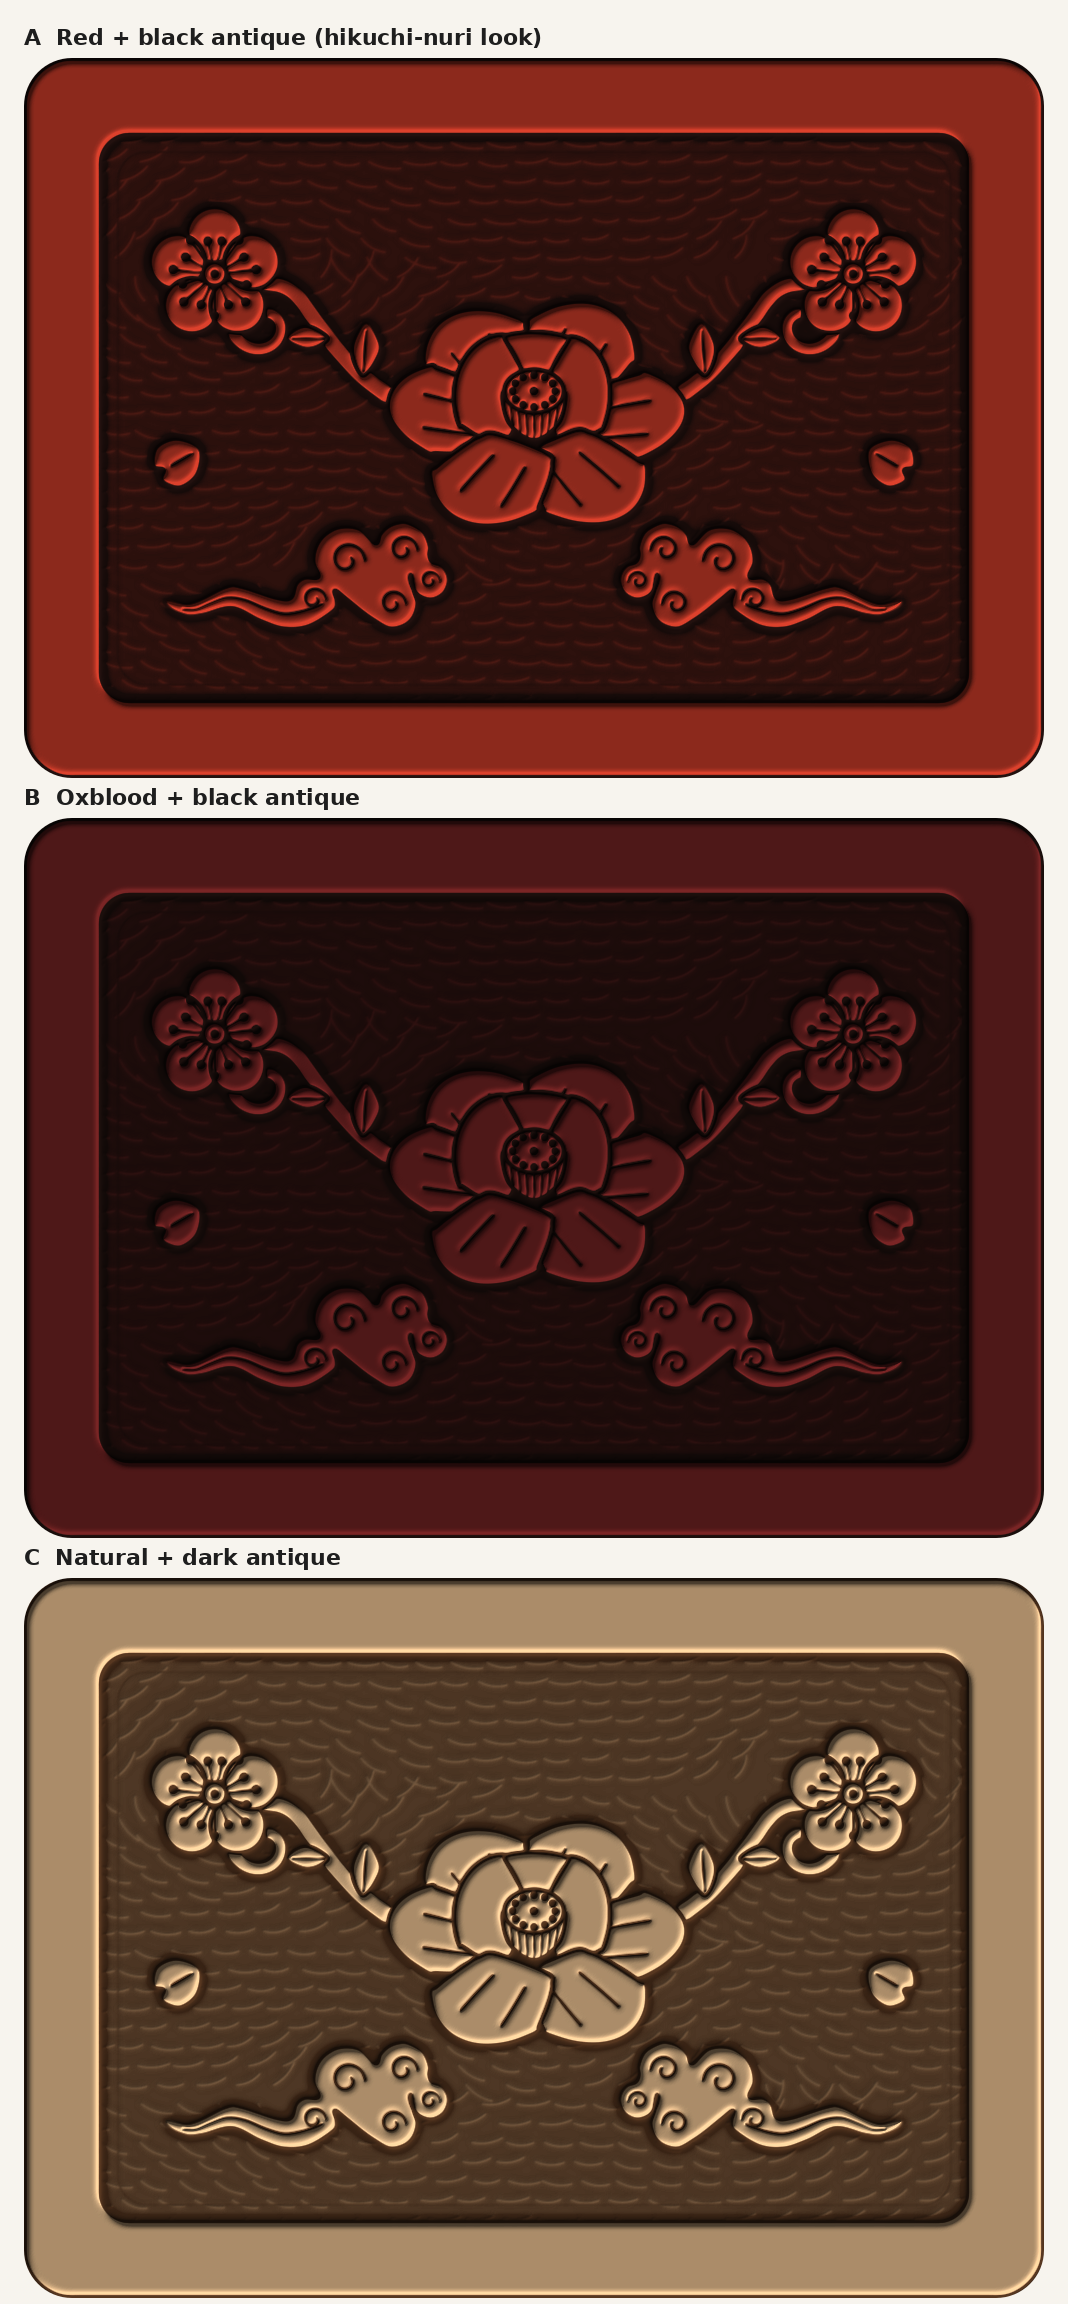 A Red + black antique (hikuchi-nuri look)
B Oxblood + black antique
C Natural + dark antique